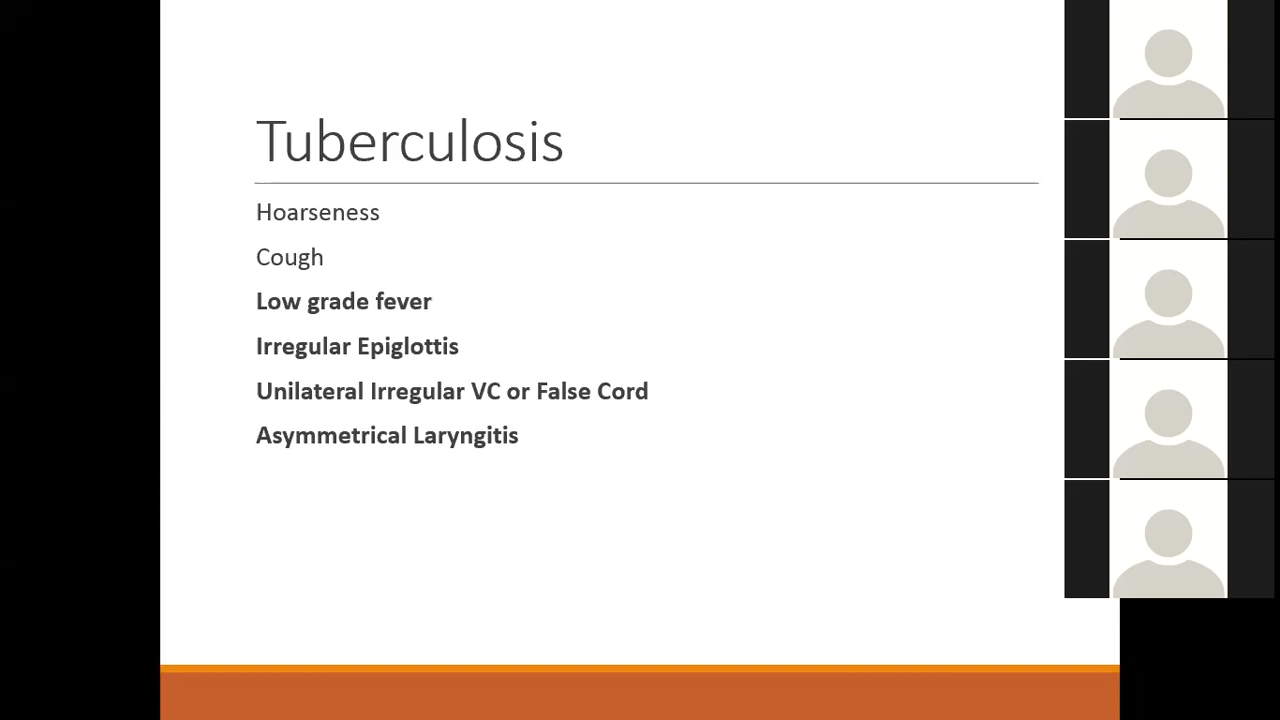 Tuberculosis
Hoarseness
Cough
Low grade fever
Irregular Epiglottis
Unilateral Irregular VC or False Cord
Asymmetrical Laryngitis